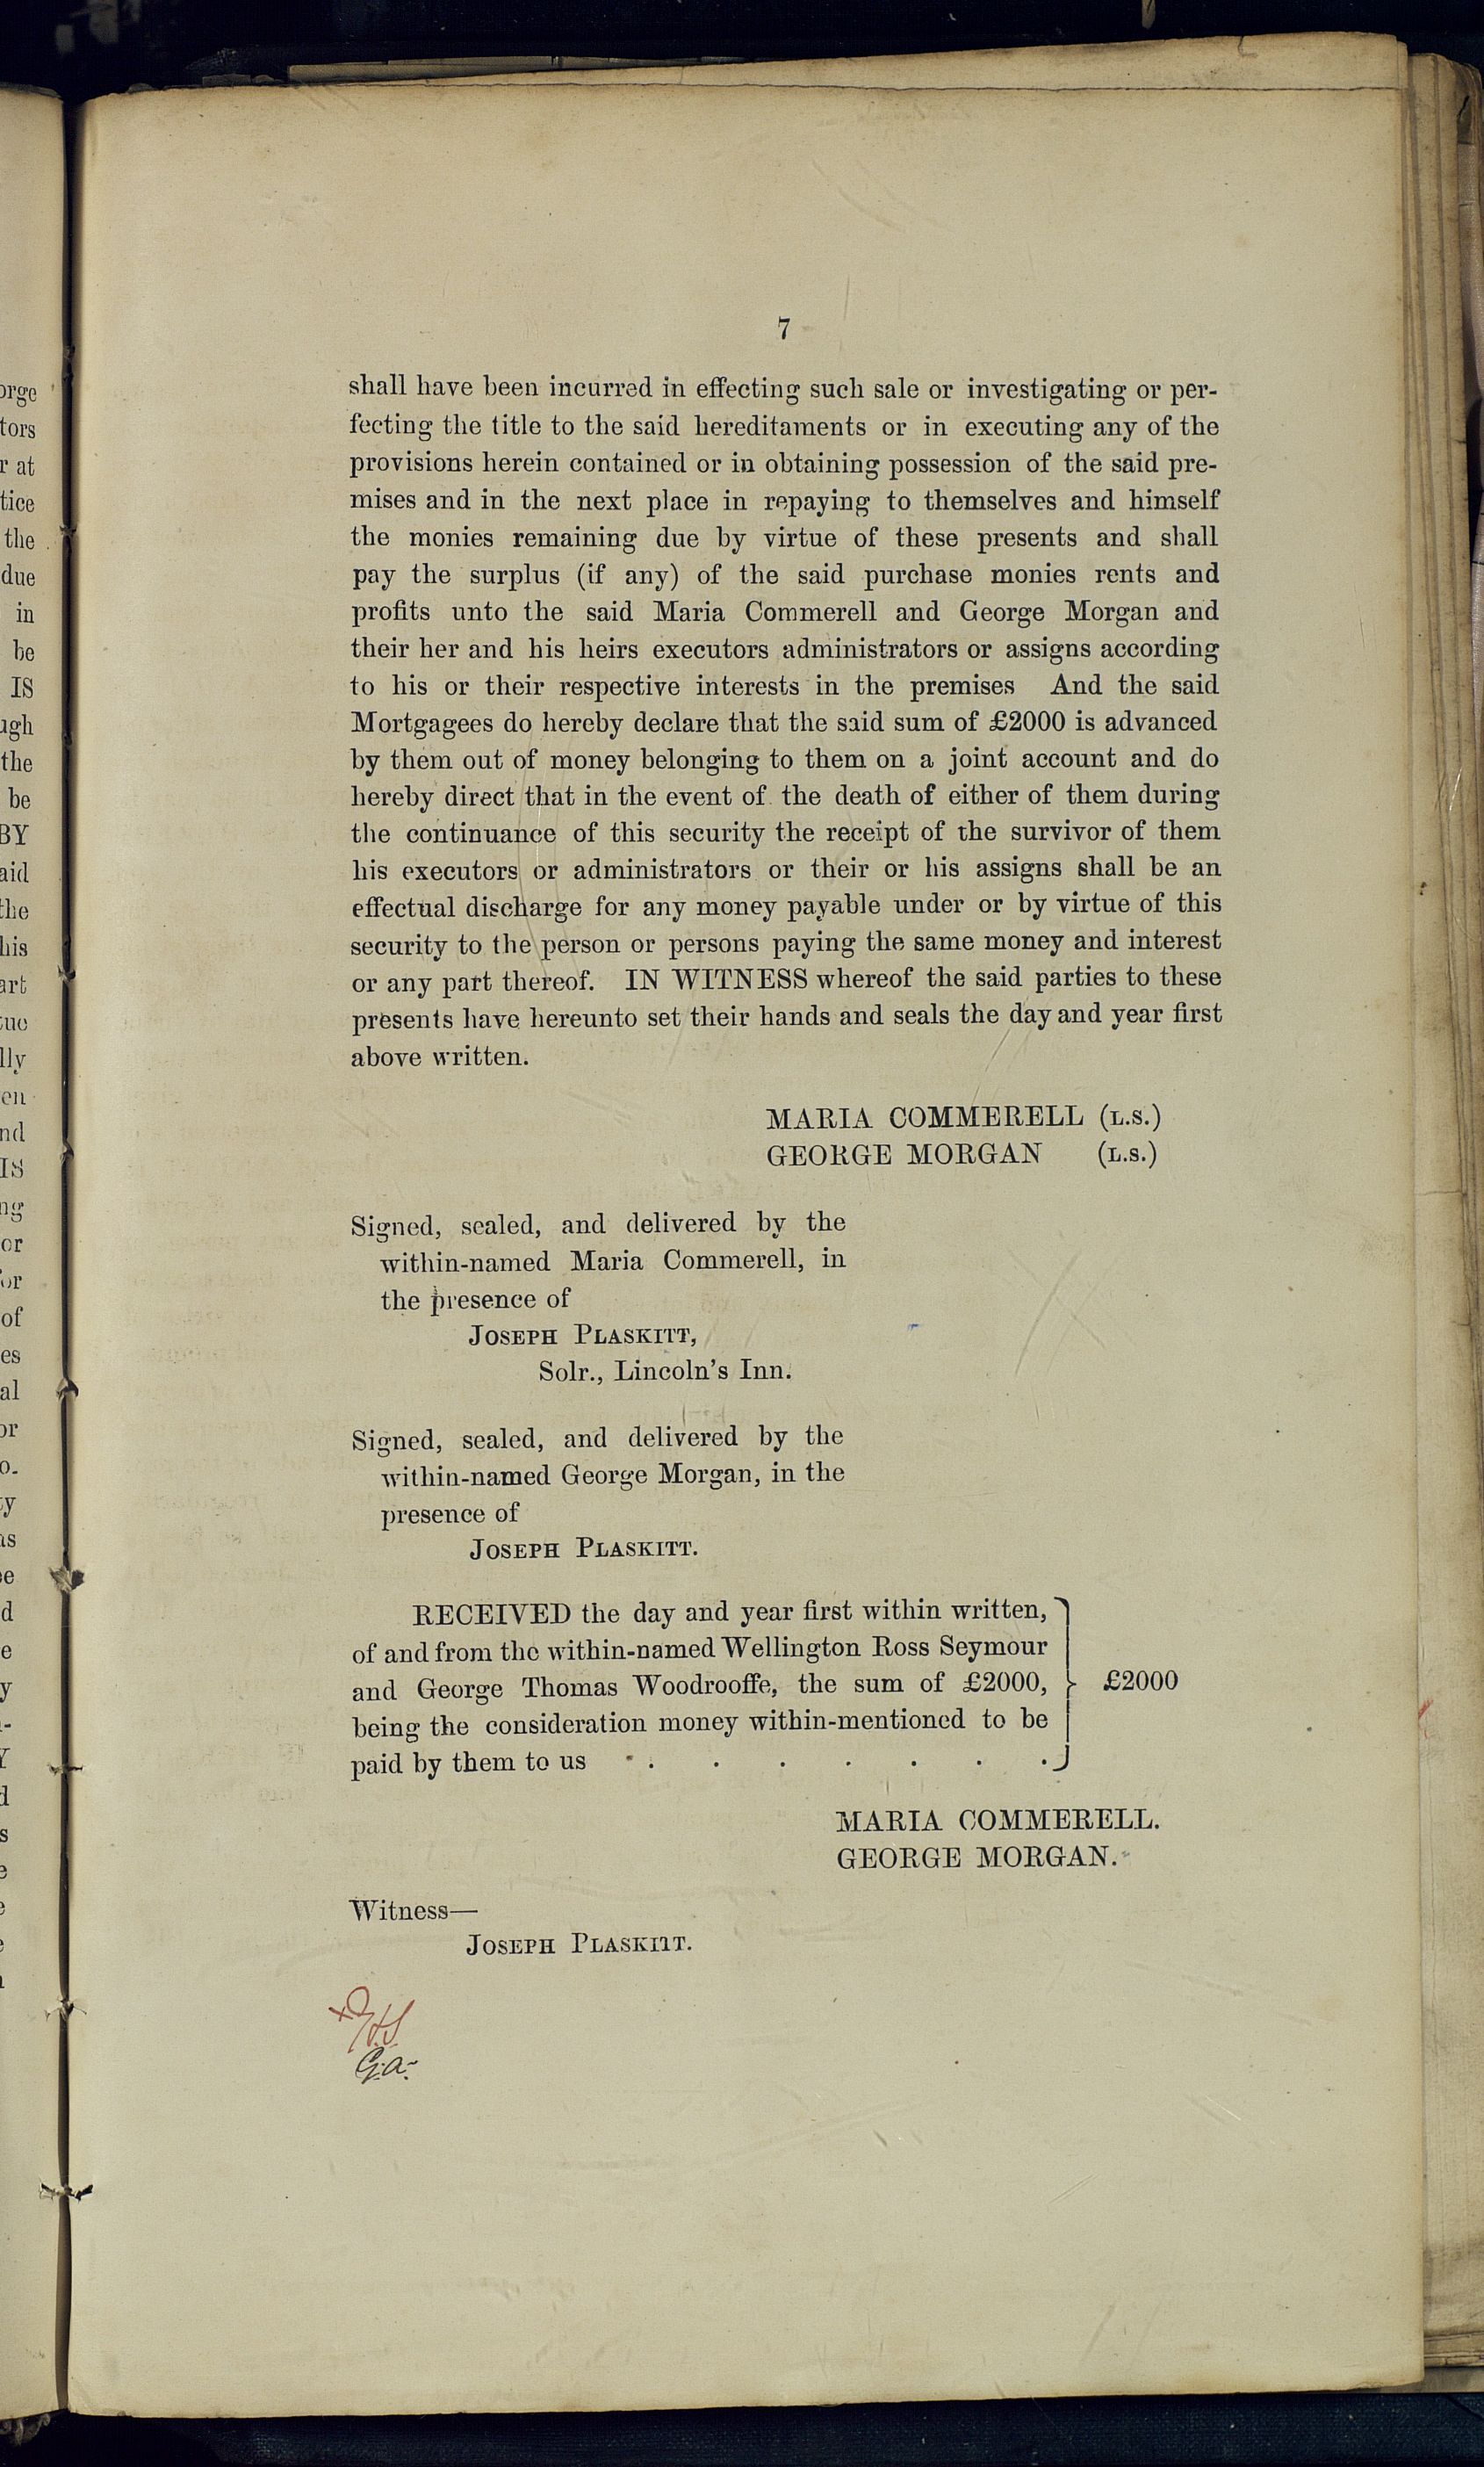 7
shall have been incurred in effecting such sale or investigating or per-
fecting the title to the said hereditaments or in executing any of the
provisions herein contained or in obtaining possession of the said pre-
mises and in the next place in repaying to themselves and himself
the monies remaining due by virtue of these presents and shall
pay the surplus (if any) of the said purchase monies rents and
profits unto the said Maria Commerell and George Morgan and
their her and his heirs executors administrators or assigns according
to his or their respective interests in the premises And the said
Mortgagees do hereby declare that the said sum of £2000 is advanced
by them out of money belonging to them on a joint account and do
hereby direct that in the event of the death of either of them during
the continuance of this security the receipt of the survivor of them
his executors or administrators or their or his assigns shall be an
effectual discharge for any money payable under or by virtue of this
security to the person or persons paying the same money and interest
or any part thereof. IN WITNESS whereof the said parties to these
presents have hereunto set their hands and seals the day and year first
above written.
MARIA COMMERELL (L.S.)
GEORGE MORGAN (L.S.)
Signed, sealed, and delivered by the
within-named Maria Commerell, in
the presence of
JOSEPH PLASKITT,
Solr., Lincoln's Inn.
Signed, sealed, and delivered by the
within-named George Morgan, in the
presence of
JOSEPH PLASKITT.
RECEIVED the day and year first within written,
of and from the within-named Wellington Ross Seymour
and George Thomas Woodrooffe, the sum of £2000, £2000
being the consideration money within-mentioned to be
paid by them to us . . . . . . .
MARIA COMMERELL.
GEORGE MORGAN.
Witness—
JOSEPH PLASKITT.
G.a.